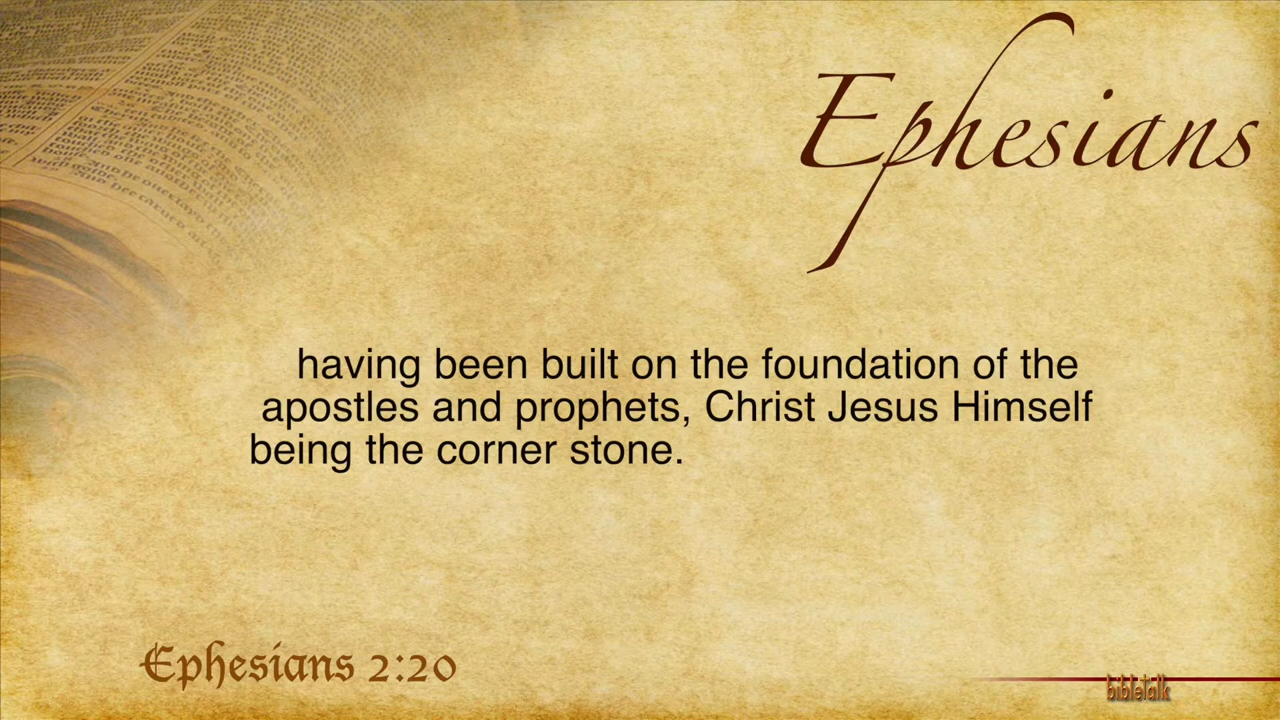 Ephesians
having been built on the foundation of the
apostles and prophets, Christ Jesus Himself
being the corner stone.
Ephesians 2:20
bibletalk